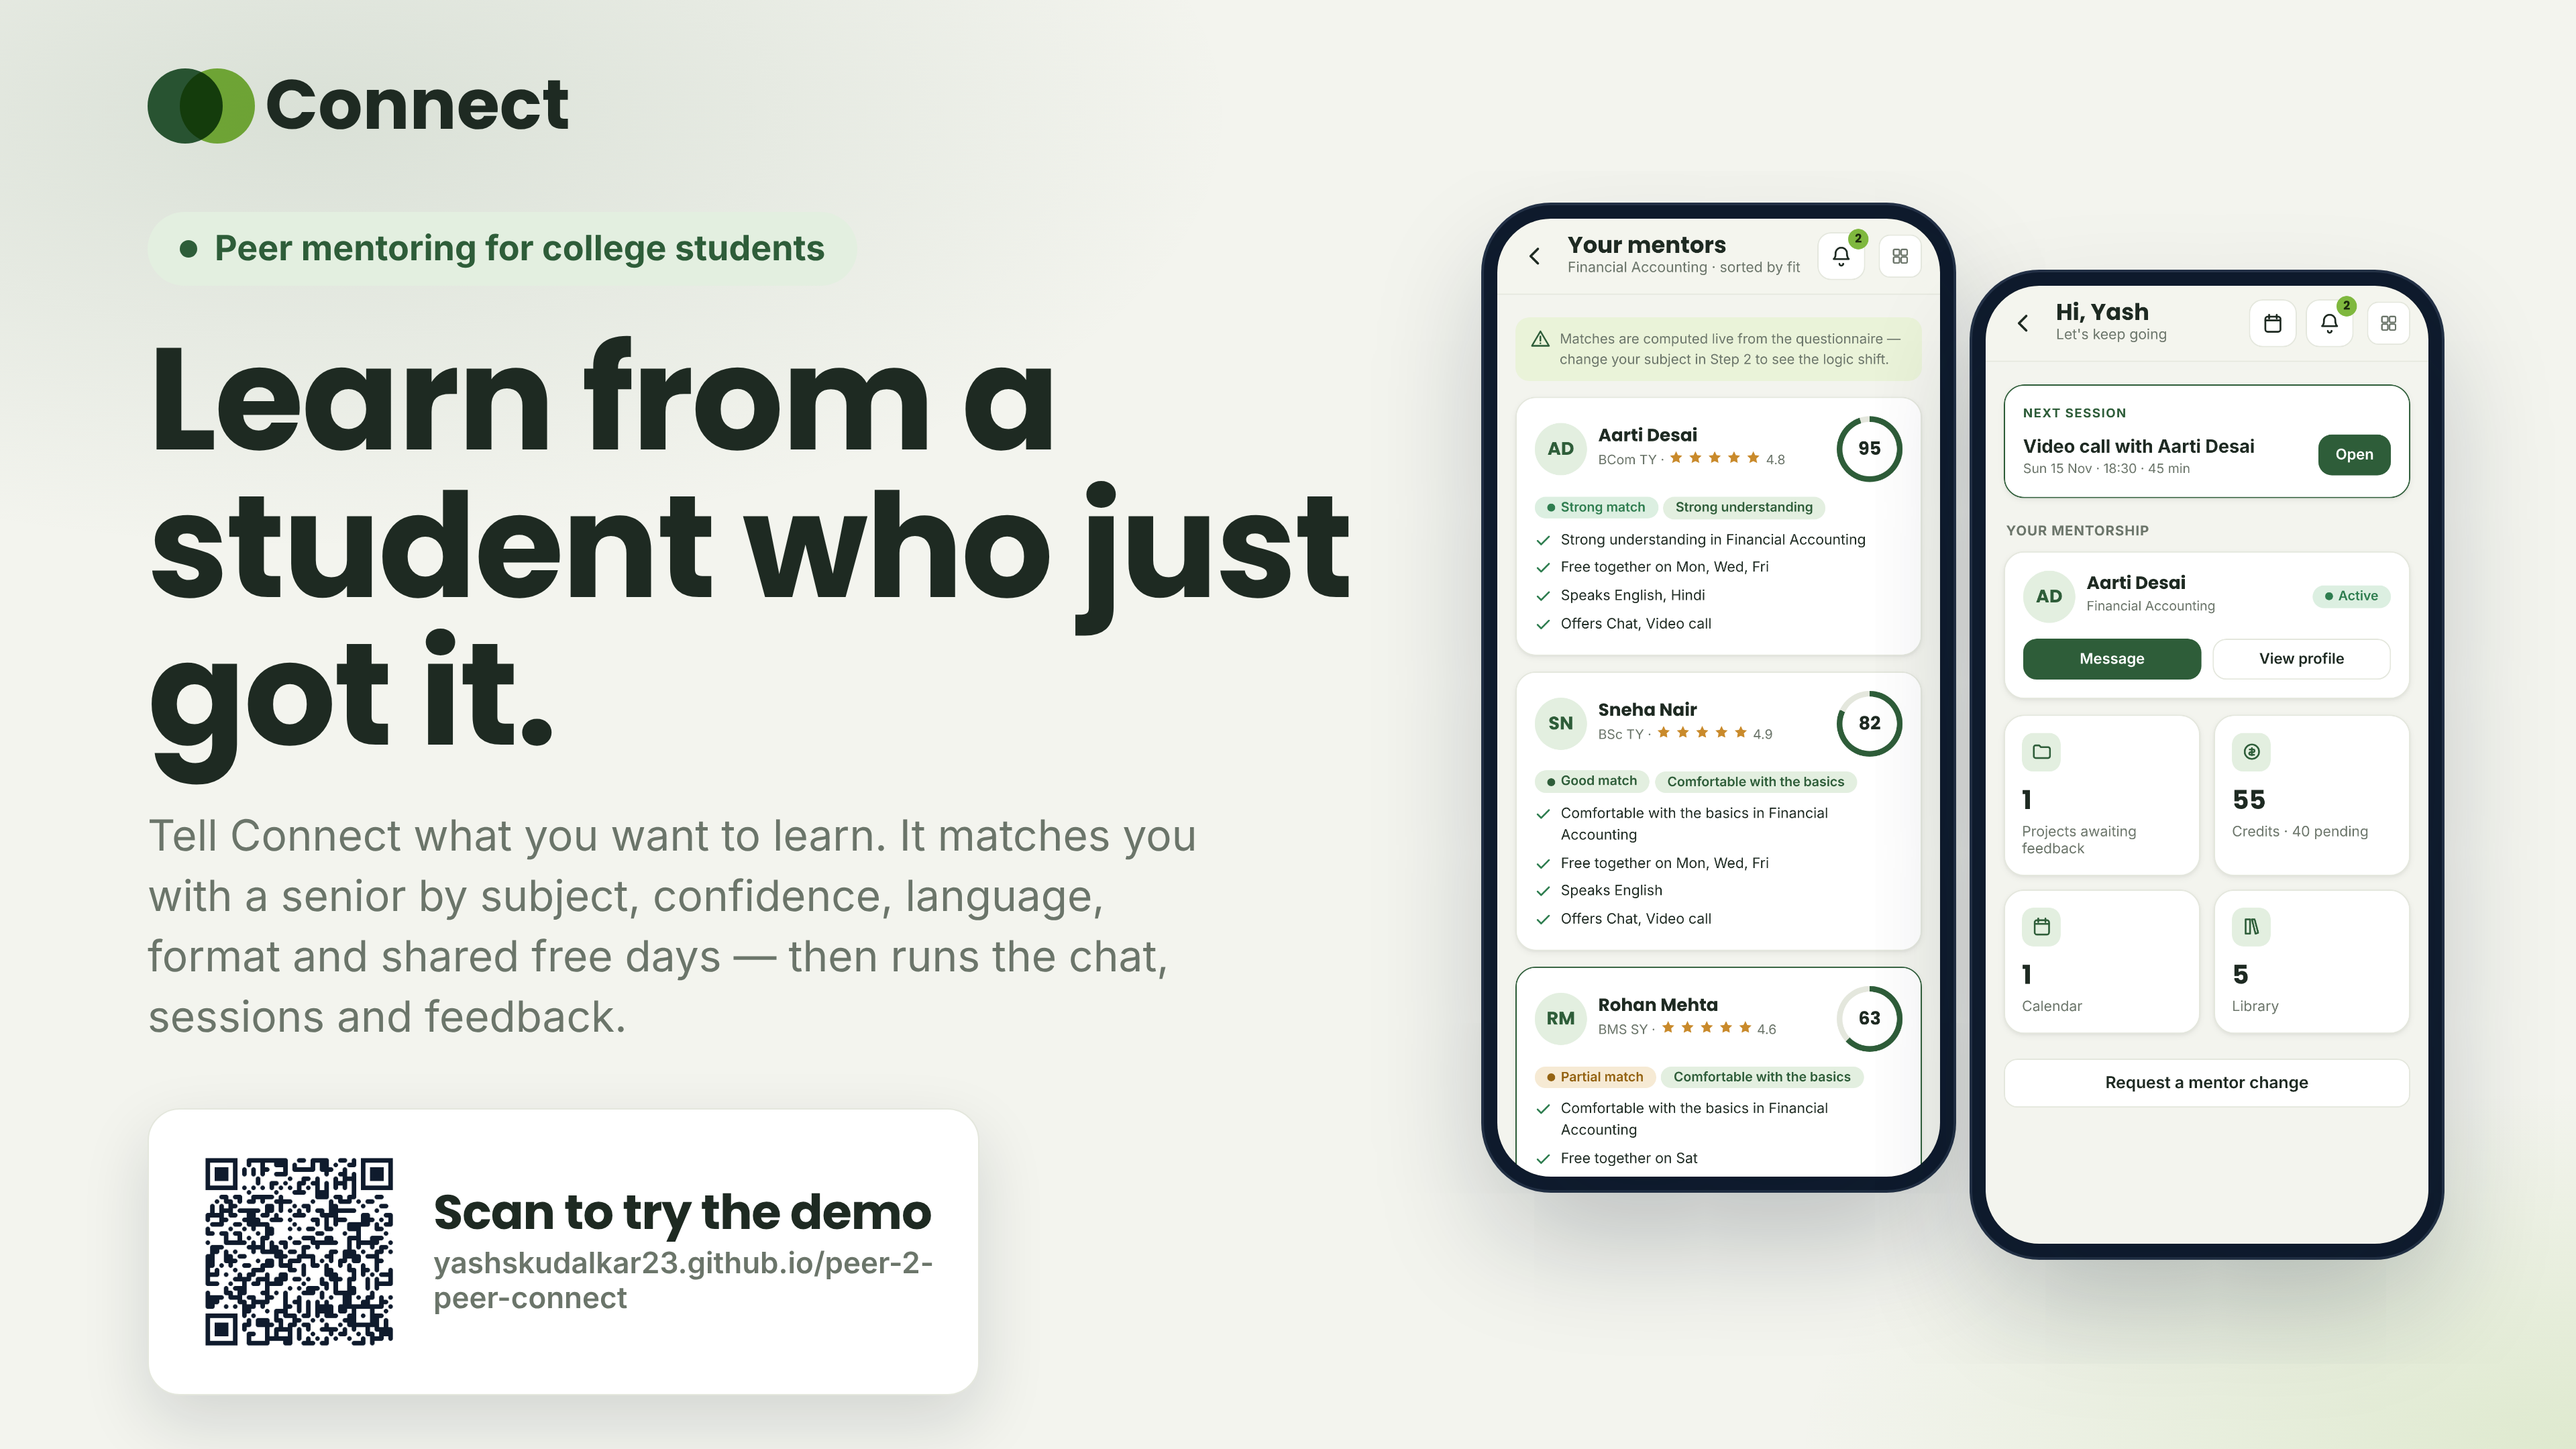 Connect
Peer mentoring for college students
Learn from a
student who just
got it.
Tell Connect what you want to learn. It matches you
with a senior by subject, confidence, language,
format and shared free days — then runs the chat,
sessions and feedback.
Scan to try the demo
yashskudalkar23.github.io/peer-2-
peer-connect
Your mentors
Financial Accounting · sorted by fit
2
Matches are computed live from the questionnaire —
change your subject in Step 2 to see the logic shift.
AD
Aarti Desai
BCom TY · ★ ★ ★ ★ ★ 4.8
95
Strong match
Strong understanding
Strong understanding in Financial Accounting
Free together on Mon, Wed, Fri
Speaks English, Hindi
Offers Chat, Video call
SN
Sneha Nair
BSc TY · ★ ★ ★ ★ ★ 4.9
82
Good match
Comfortable with the basics
Comfortable with the basics in Financial
Accounting
Free together on Mon, Wed, Fri
Speaks English
Offers Chat, Video call
RM
Rohan Mehta
BMS SY · ★ ★ ★ ★ ★ 4.6
63
Partial match
Comfortable with the basics
Comfortable with the basics in Financial
Accounting
Free together on Sat
Hi, Yash
Let's keep going
2
NEXT SESSION
Video call with Aarti Desai
Sun 15 Nov · 18:30 · 45 min
Open
YOUR MENTORSHIP
AD
Aarti Desai
Financial Accounting
Active
Message
View profile
1
Projects awaiting
feedback
55
Credits · 40 pending
1
Calendar
5
Library
Request a mentor change